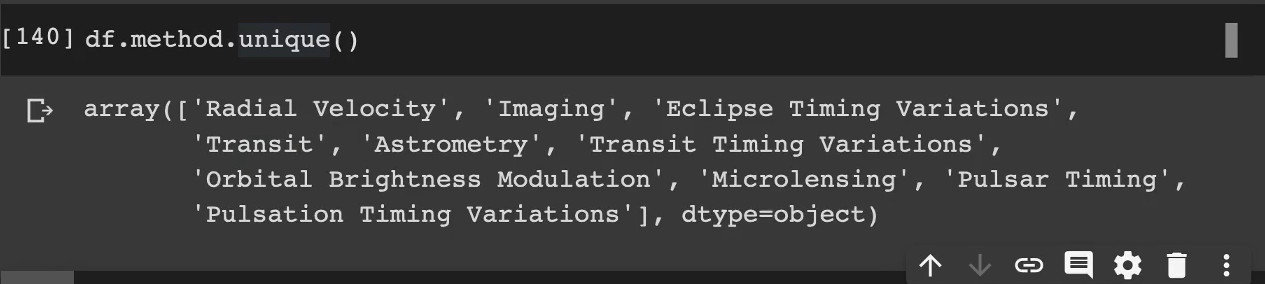 [140] df.method.unique()
array(['Radial Velocity', 'Imaging', 'Eclipse Timing Variations',
'Transit', 'Astrometry', 'Transit Timing Variations',
'Orbital Brightness Modulation', 'Microlensing', 'Pulsar Timing',
'Pulsation Timing Variations'], dtype=object)